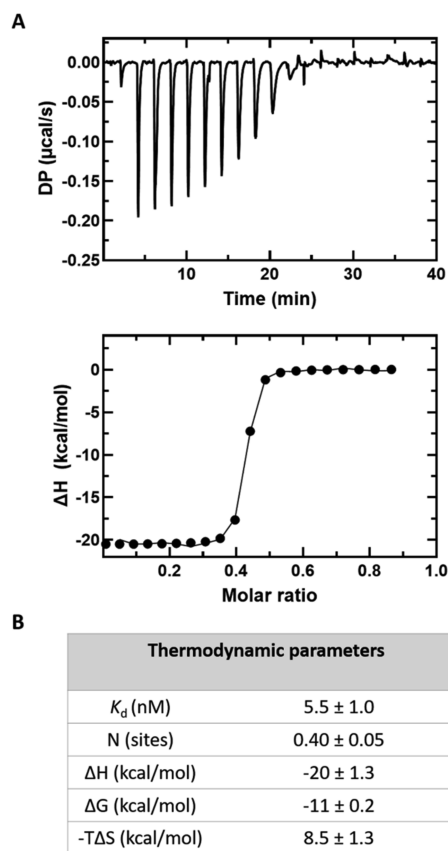 A
0.00
-0.05
-0.10
-0.15
-0.20
-0.25
DP (µcal/s)
10 20 30 40
Time (min)
0
-5
-10
-15
-20
ΔH (kcal/mol)
0.2 0.4 0.6 0.8 1.0
Molar ratio
B
Thermodynamic parameters
Kd (nM) 5.5 ± 1.0
N (sites) 0.40 ± 0.05
ΔH (kcal/mol) -20 ± 1.3
ΔG (kcal/mol) -11 ± 0.2
-TΔS (kcal/mol) 8.5 ± 1.3